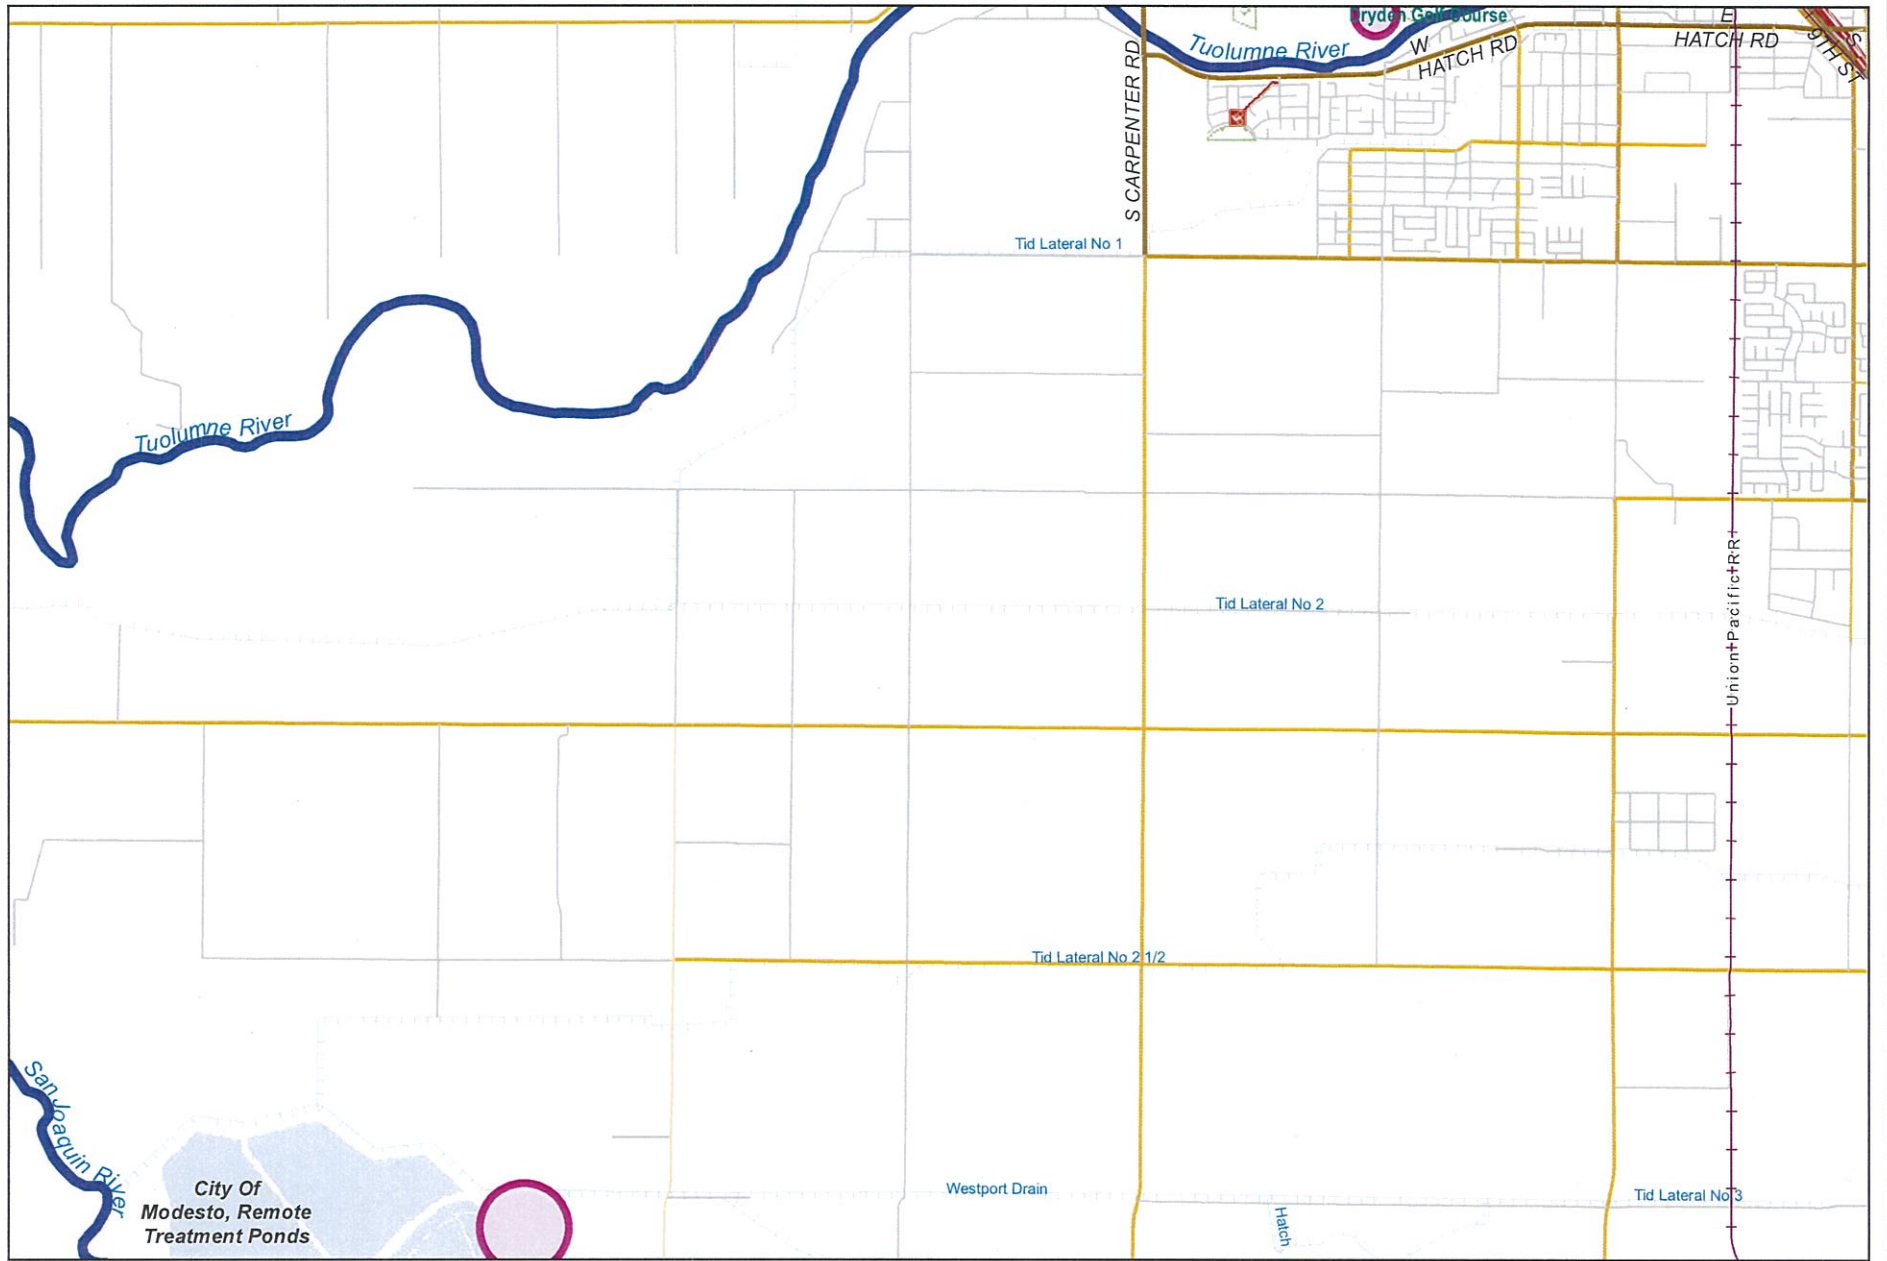 Dryden Golf Course
E
HATCH RD
S
9TH ST
Tuolumne River
W
HATCH RD
S CARPENTER RD
Tid Lateral No 1
Tuolumne River
Tid Lateral No 2
Union Pacific RR
Tid Lateral No 2 1/2
San Joaquin River
City Of
Modesto, Remote
Treatment Ponds
Westport Drain
Tid Lateral No 3
Hatch